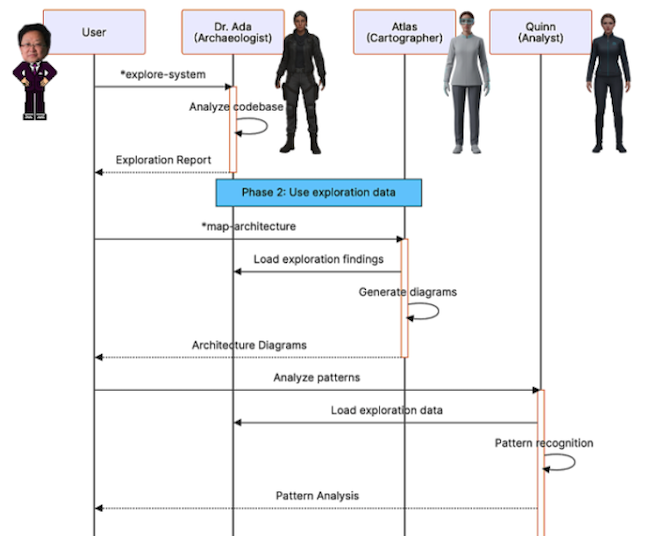 User
Dr. Ada
(Archaeologist)
Atlas
(Cartographer)
Quinn
(Analyst)
*explore-system
Analyze codebase
Exploration Report
Phase 2: Use exploration data
*map-architecture
Load exploration findings
Generate diagrams
Architecture Diagrams
Analyze patterns
Load exploration data
Pattern recognition
Pattern Analysis